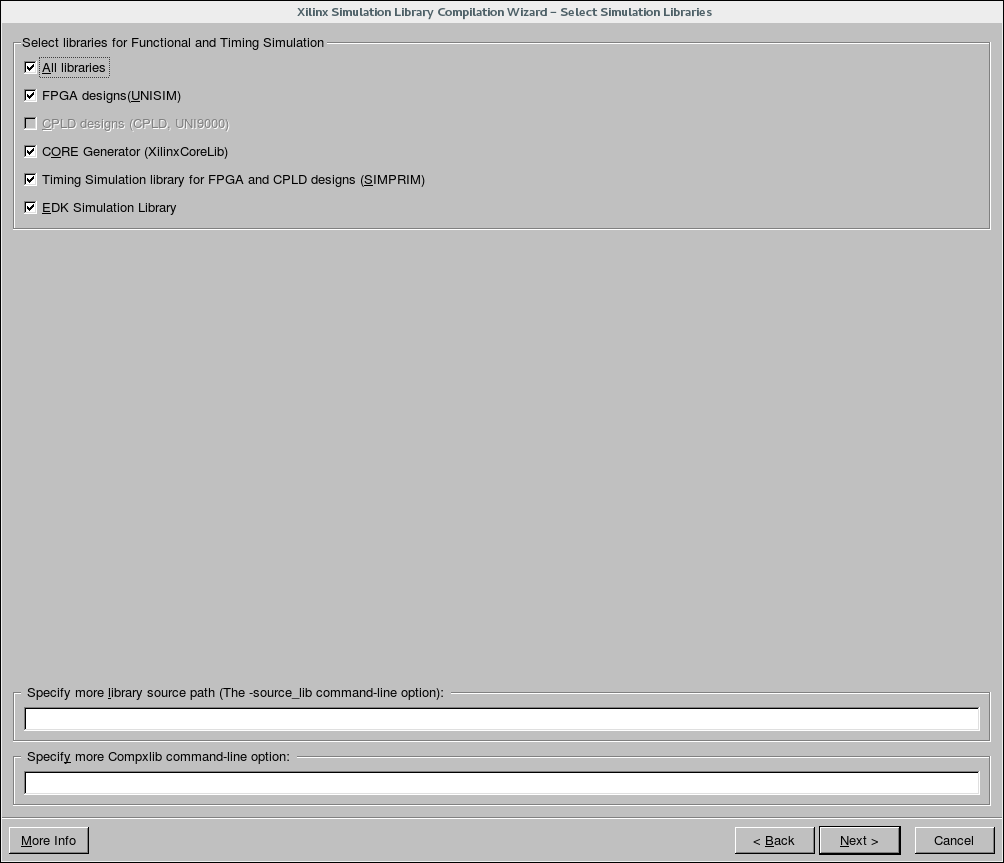 Xilinx Simulation Library Compilation Wizard – Select Simulation Libraries
Select libraries for Functional and Timing Simulation
All libraries
FPGA designs(UNISIM)
CPLD designs (CPLD, UNI9000)
CORE Generator (XilinxCoreLib)
Timing Simulation library for FPGA and CPLD designs (SIMPRIM)
EDK Simulation Library
Specify more library source path (The -source_lib command-line option):
Specify more Compxlib command-line option:
More Info
< Back
Next >
Cancel